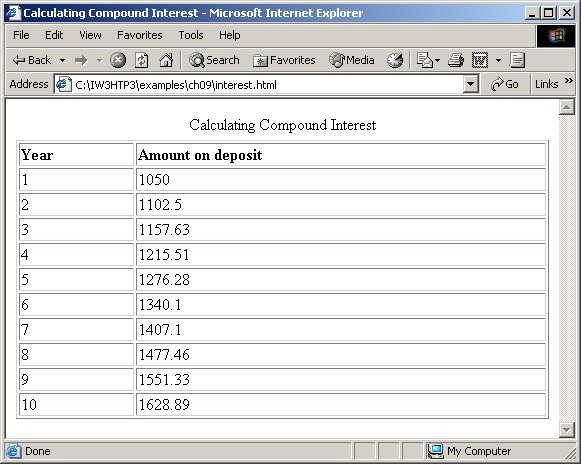 Calculating Compound Interest - Microsoft Internet Explorer
File Edit View Favorites Tools Help
Back Search Favorites Media
Address C:\IW3HTP3\examples\ch09\interest.html Go Links »
Calculating Compound Interest
Year Amount on deposit
1 1050
2 1102.5
3 1157.63
4 1215.51
5 1276.28
6 1340.1
7 1407.1
8 1477.46
9 1551.33
10 1628.89
Done My Computer